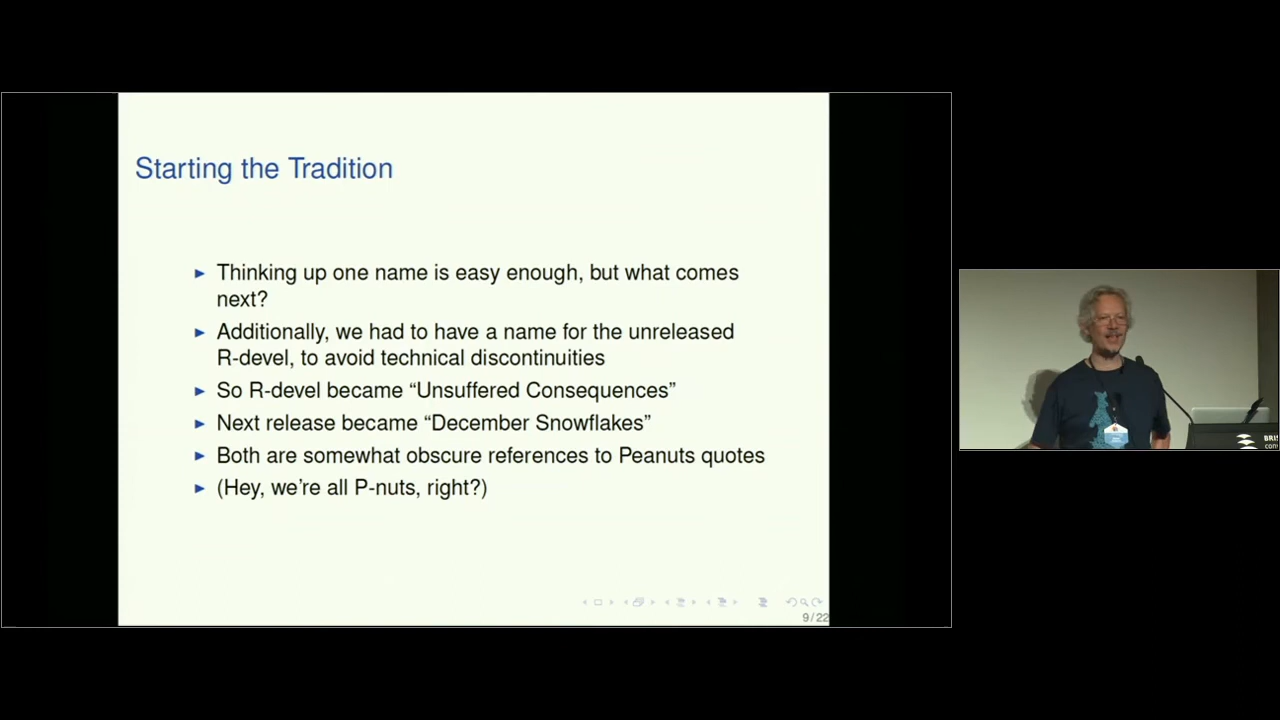 Starting the Tradition
Thinking up one name is easy enough, but what comes
next?
Additionally, we had to have a name for the unreleased
R-devel, to avoid technical discontinuities
So R-devel became “Unsuffered Consequences”
Next release became “December Snowflakes”
Both are somewhat obscure references to Peanuts quotes
(Hey, we’re all P-nuts, right?)
9/22
BRIS
con